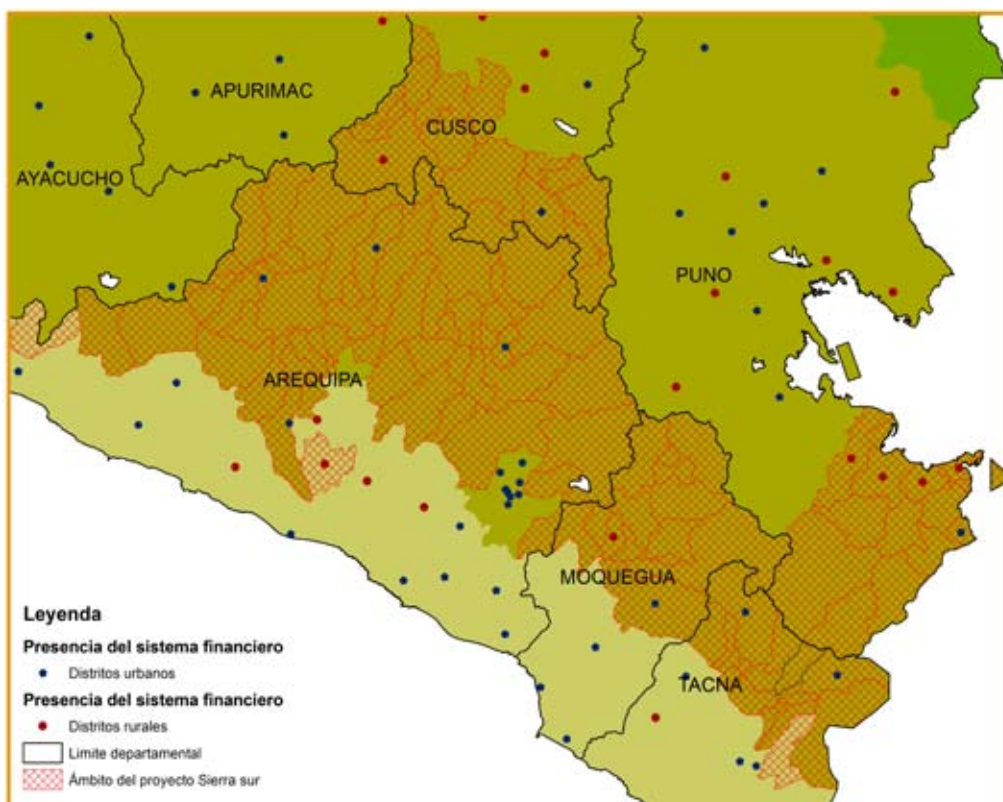 APURIMAC
CUSCO
AYACUCHO
PUNO
AREQUIPA
MOQUEGUA
TACNA
Leyenda
Presencia del sistema financiero
Distritos urbanos
Presencia del sistema financiero
Distritos rurales
Limite departamental
Ámbito del proyecto Sierra sur